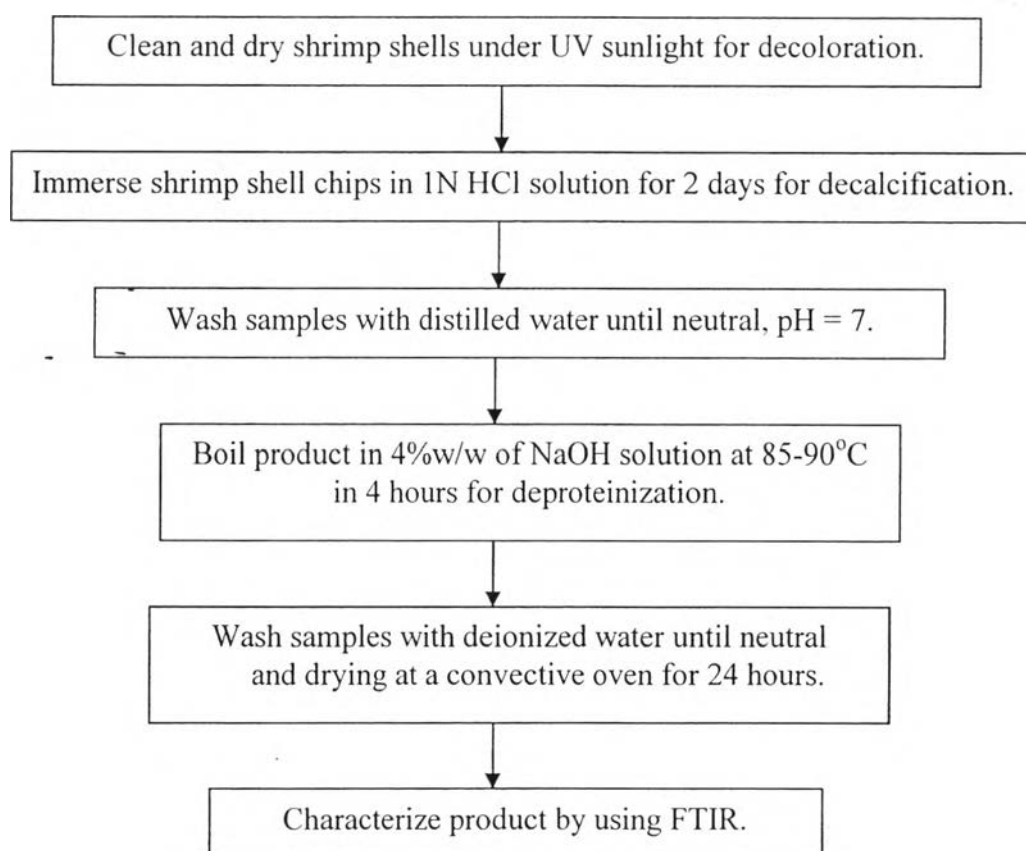 Clean and dry shrimp shells under UV sunlight for decoloration.
Immerse shrimp shell chips in 1N HCl solution for 2 days for decalcification.
Wash samples with distilled water until neutral, pH = 7.
Boil product in 4%w/w of NaOH solution at 85-90°C
in 4 hours for deproteinization.
Wash samples with deionized water until neutral
and drying at a convective oven for 24 hours.
Characterize product by using FTIR.